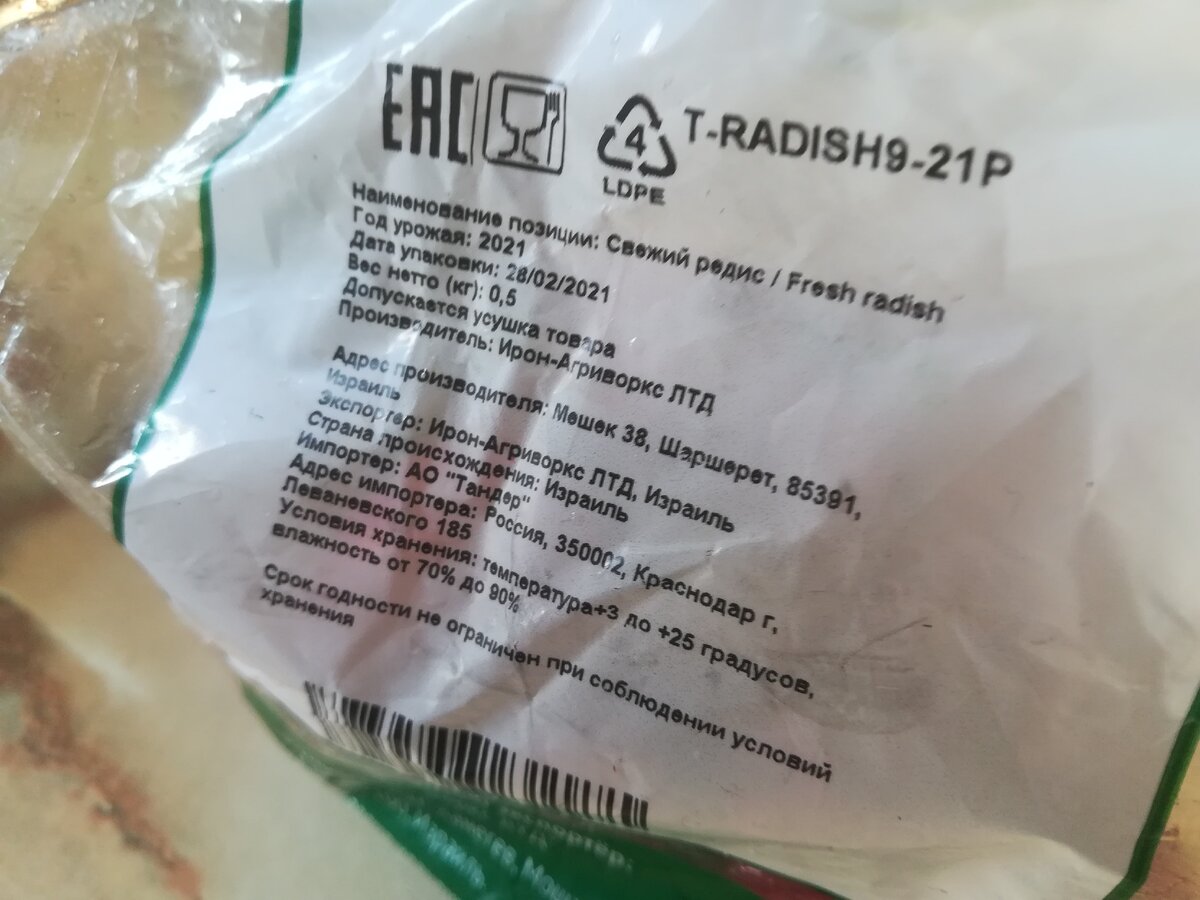 EAC
4
LDPE
T-RADISH9-21P
Наименование позиции: Свежий редис / Fresh radish
Год урожая: 2021
Дата упаковки: 28/02/2021
Вес нетто (кг): 0,5
Допускается усушка товара
Производитель: Ирон-Агриворкс ЛТД
Адрес производителя: Мешек 38, Шаршерет, 85391,
Израиль
Экспортер: Ирон-Агриворкс ЛТД, Израиль
Страна происхождения: Израиль
Импортер: АО "Тандер"
Адрес импортера: Россия, 350002, Краснодар г,
Леваневского 185
Условия хранения: температура+3 до +25 градусов,
влажность от 70% до 90%
Срок годности не ограничен при соблюдении условий
хранения